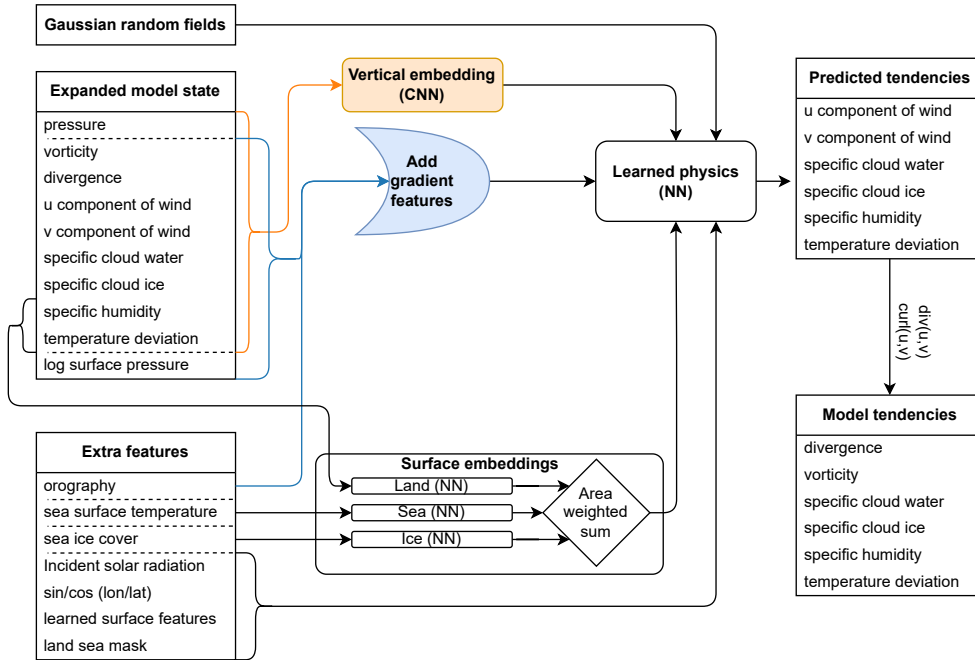 Gaussian random fields
Expanded model state
pressure
vorticity
divergence
u component of wind
v component of wind
specific cloud water
specific cloud ice
specific humidity
temperature deviation
log surface pressure
Extra features
orography
sea surface temperature
sea ice cover
Incident solar radiation
sin/cos (lon/lat)
learned surface features
land sea mask
Vertical embedding
(CNN)
Add
gradient
features
Surface embeddings
Land (NN)
Sea (NN)
Ice (NN)
Area
weighted
sum
Learned physics
(NN)
Predicted tendencies
u component of wind
v component of wind
specific cloud water
specific cloud ice
specific humidity
temperature deviation
div(u,v)
curl(u,v)
Model tendencies
divergence
vorticity
specific cloud water
specific cloud ice
specific humidity
temperature deviation